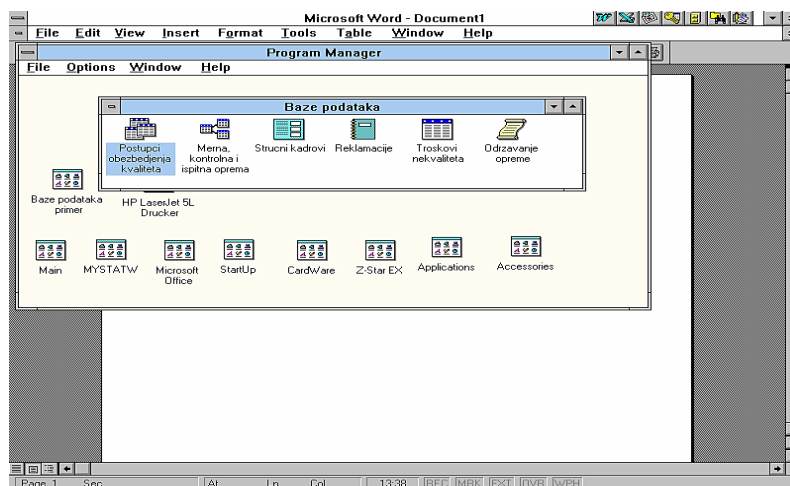 Microsoft Word - Document1
File Edit View Insert Format Tools Table Window Help
Program Manager
File Options Window Help
Baze podataka
Postupci obezbedjenja kvaliteta
Merna, kontrolna i ispitna oprema
Strucni kadrovi
Reklamacije
Troskovi nekvaliteta
Odrzavanje opreme
Baze podataka primer
HP LaserJet 5L Drucker
Main
MYSTATW
Microsoft Office
StartUp
CardWare
Z-Star EX
Applications
Accessories
Page 1 Sec At Ln Col 13:38 REC MRK EXT OVR WPH